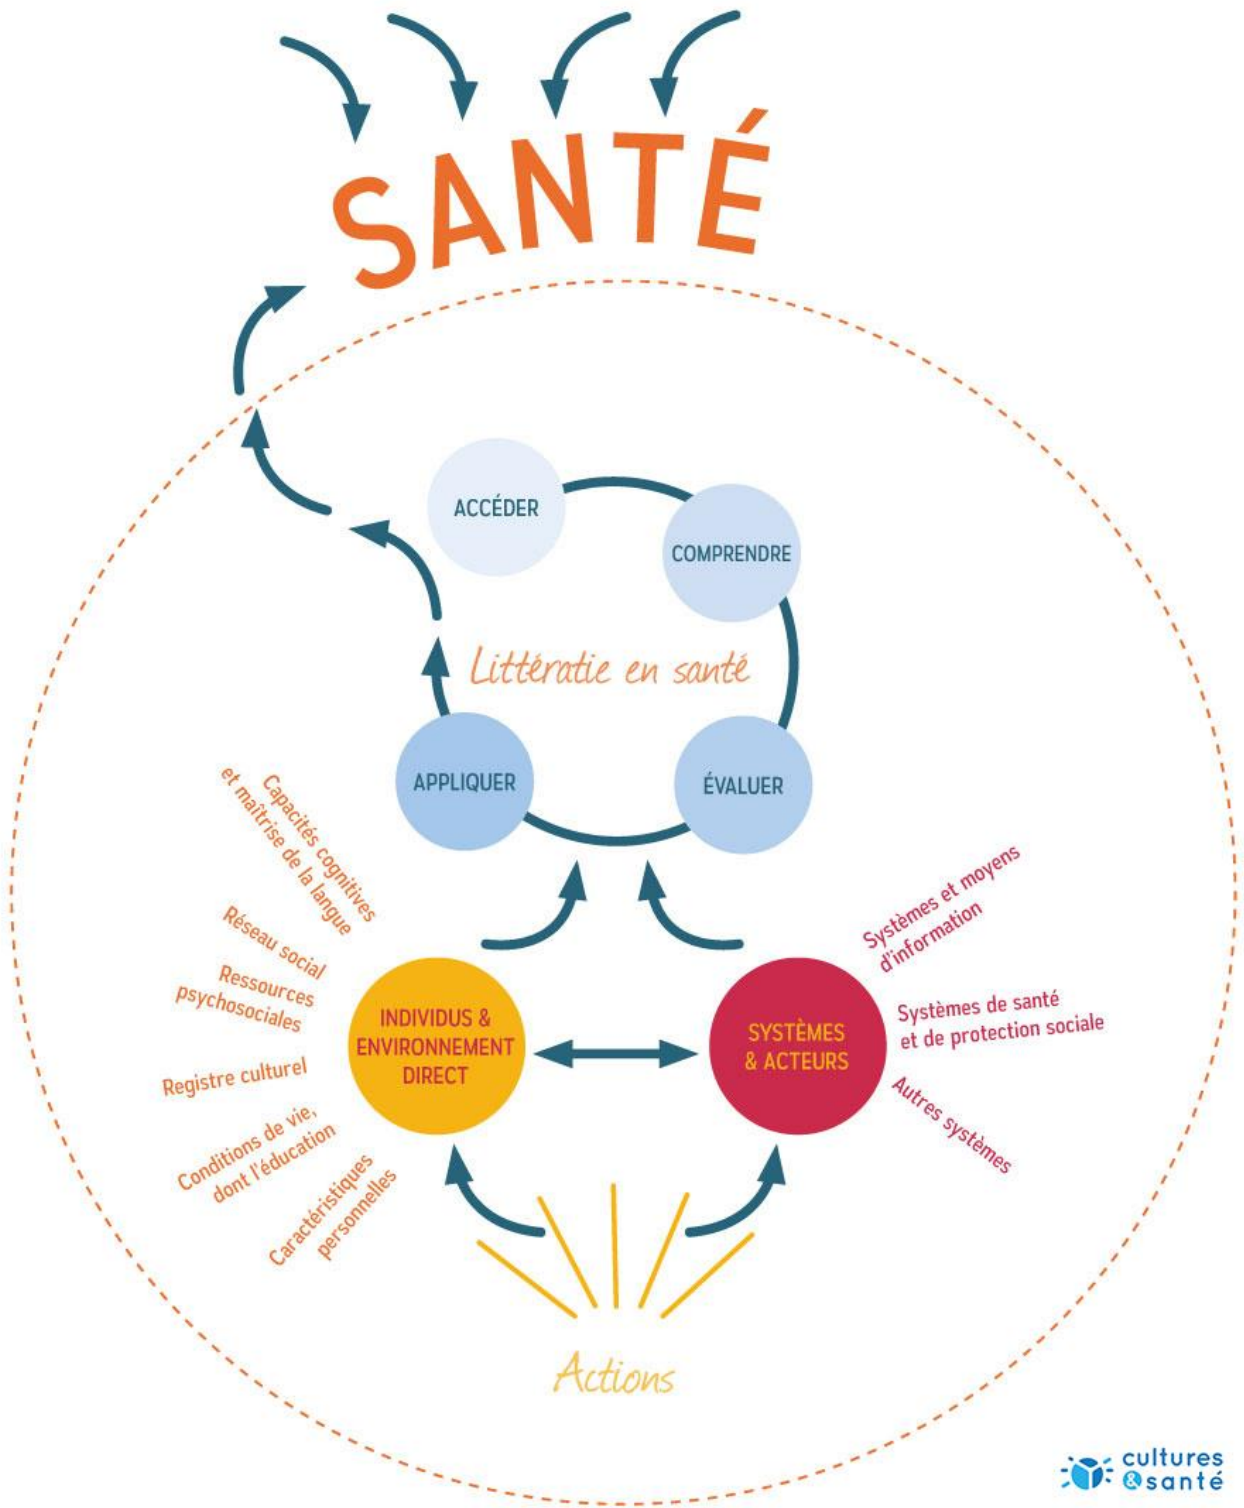 SANTÉ
ACCÉDER
COMPRENDRE
Littératie en santé
APPLIQUER
ÉVALUER
Capacités cognitives
et maîtrise de la langue
Réseau social
Ressources
psychosociales
Registre culturel
Conditions de vie,
dont l'éducation
Caractéristiques
personnelles
INDIVIDUS &
ENVIRONNEMENT
DIRECT
SYSTÈMES
& ACTEURS
Systèmes et moyens
d'information
Systèmes de santé
et de protection sociale
Autres systèmes
Actions
cultures
&santé